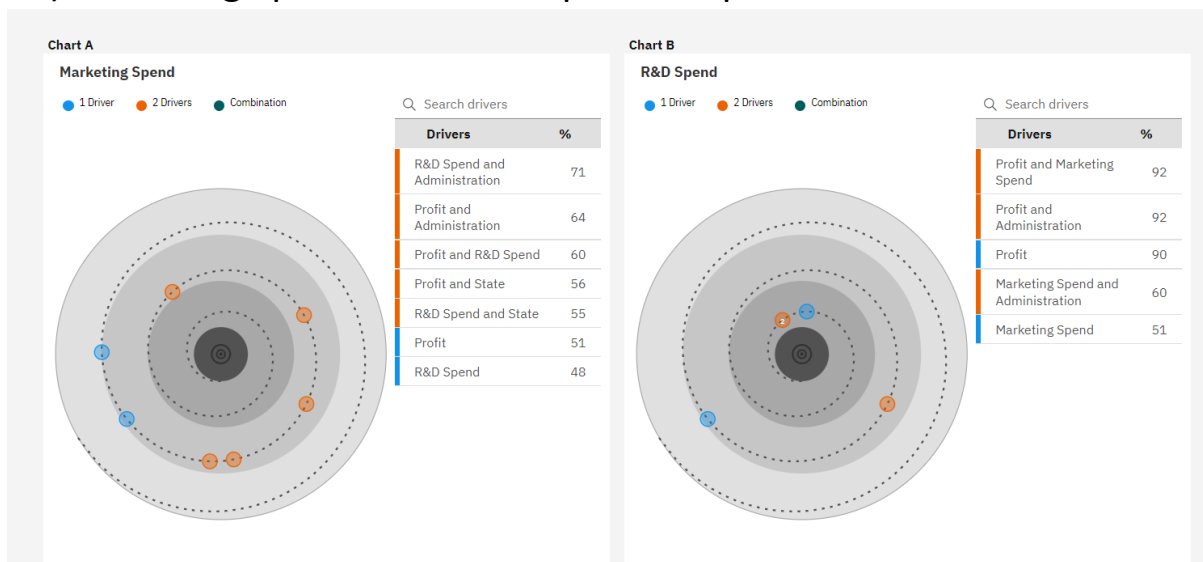 Chart A
Marketing Spend
1 Driver
2 Drivers
Combination
Search drivers
Drivers %
R&D Spend and
Administration 71
Profit and
Administration 64
Profit and R&D Spend 60
Profit and State 56
R&D Spend and State 55
Profit 51
R&D Spend 48
Chart B
R&D Spend
1 Driver
2 Drivers
Combination
Search drivers
Drivers %
Profit and Marketing
Spend 92
Profit and
Administration 92
Profit 90
Marketing Spend and
Administration 60
Marketing Spend 51
2